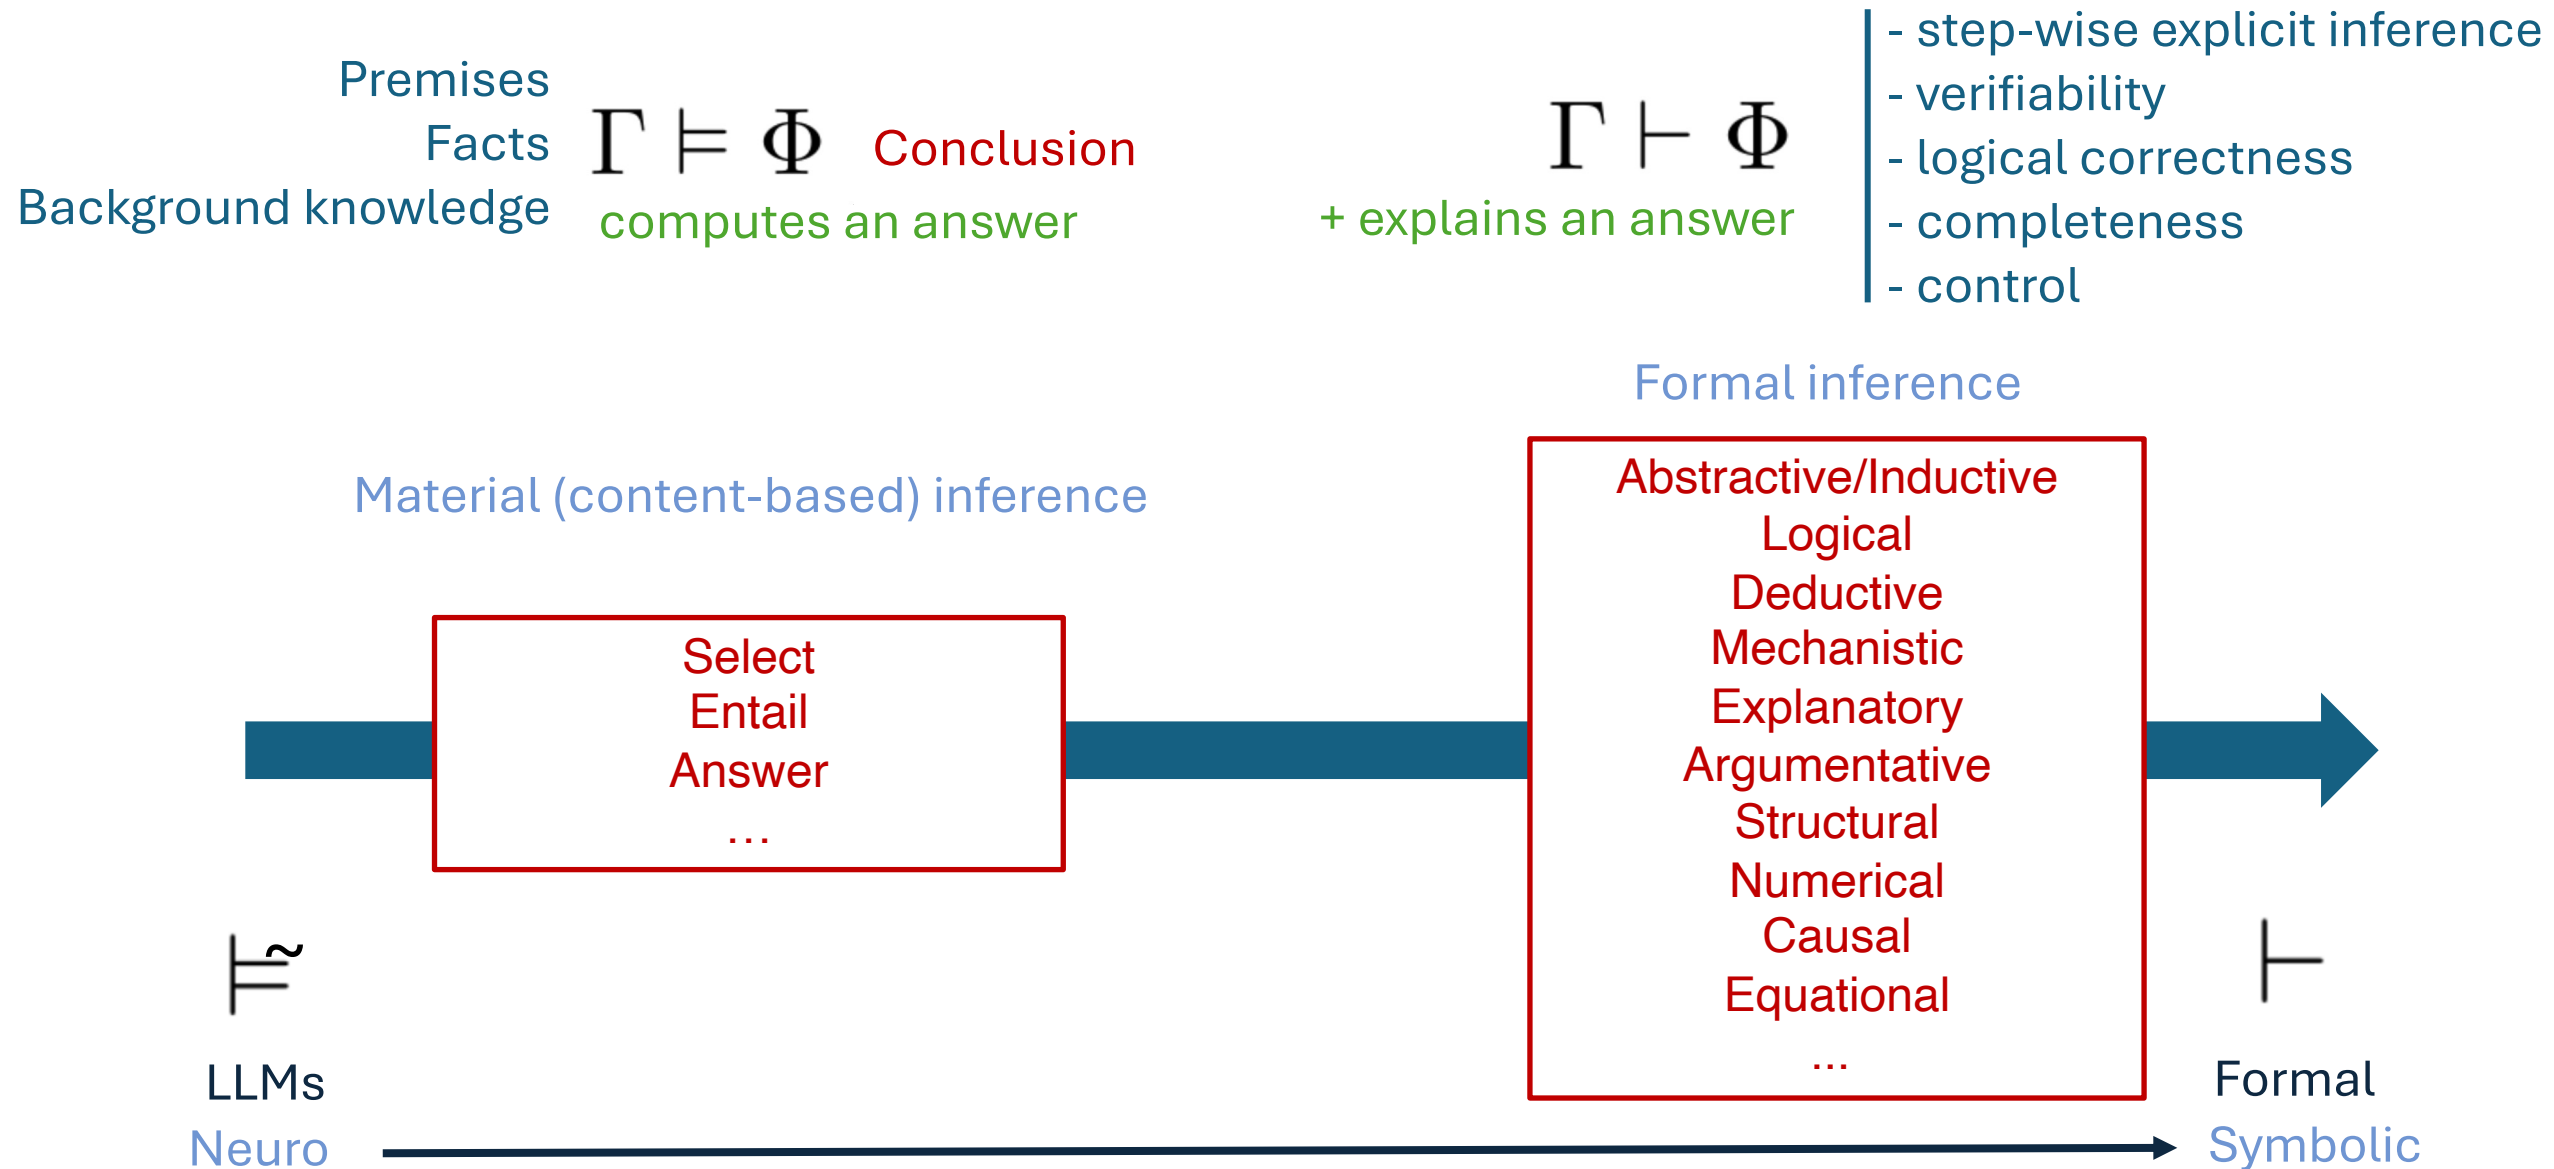 Premises
Facts
Background knowledge
Γ ⊨ Φ Conclusion
computes an answer
Γ ⊢ Φ
+ explains an answer
- step-wise explicit inference
- verifiability
- logical correctness
- completeness
- control
Material (content-based) inference
Select
Entail
Answer
...
Formal inference
Abstractive/Inductive
Logical
Deductive
Mechanistic
Explanatory
Argumentative
Structural
Numerical
Causal
Equational
...
⊨~
LLMs
Neuro
⊢
Formal
Symbolic